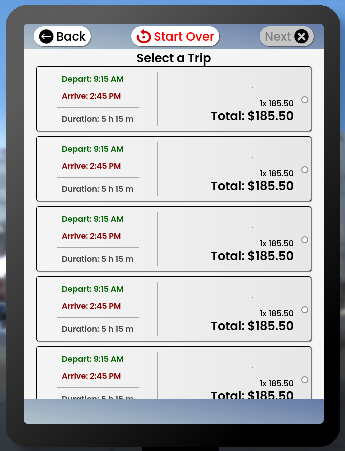 Back
Start Over
Next
Select a Trip
Depart: 9:15 AM
Arrive: 2:45 PM
Duration: 5 h 15 m
1x 185.50
Total: $185.50
Depart: 9:15 AM
Arrive: 2:45 PM
Duration: 5 h 15 m
1x 185.50
Total: $185.50
Depart: 9:15 AM
Arrive: 2:45 PM
Duration: 5 h 15 m
1x 185.50
Total: $185.50
Depart: 9:15 AM
Arrive: 2:45 PM
Duration: 5 h 15 m
1x 185.50
Total: $185.50
Depart: 9:15 AM
Arrive: 2:45 PM
Duration: 5 h 15 m
1x 185.50
Total: $185.50